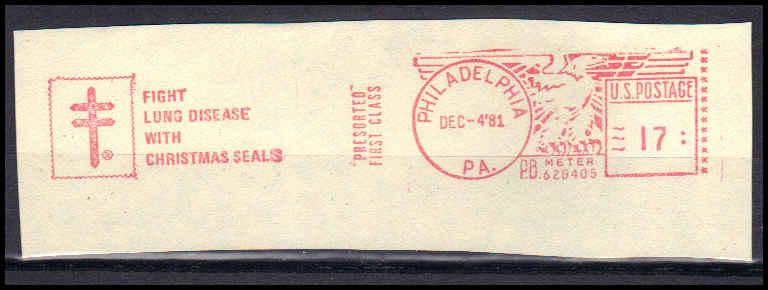 FIGHT
LUNG DISEASE
WITH
CHRISTMAS SEALS
®
"PRESORTED"
FIRST CLASS
PHILADELPHIA
DEC-4'81
PA.
P.B. METER
628405
U.S. POSTAGE
17